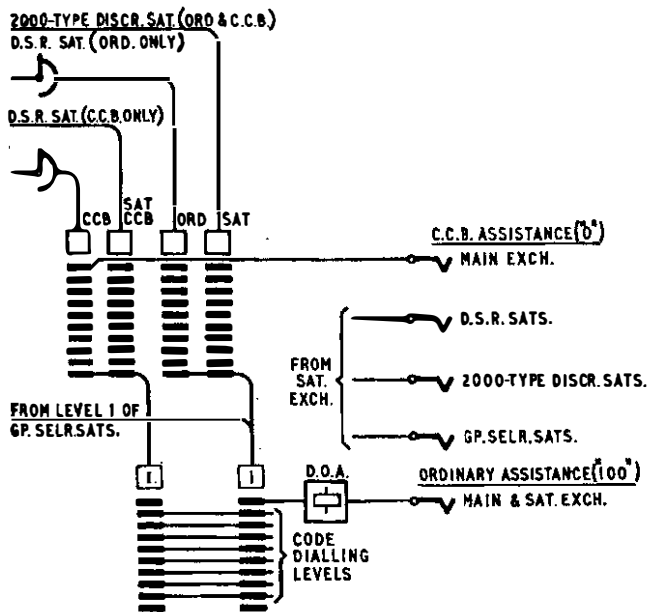 2000-TYPE DISCR. SAT. (ORD & C.C.B.)
D.S.R. SAT. (ORD. ONLY)
D.S.R. SAT. (C.C.B. ONLY)
CCB
SAT
CCB
ORD
SAT
C.C.B. ASSISTANCE ("0")
MAIN EXCH.
D.S.R. SATS.
FROM
SAT.
EXCH.
2000-TYPE DISCR. SATS.
GP. SELR. SATS.
FROM LEVEL 1 OF
GP. SELR. SATS.
1
D.O.A.
ORDINARY ASSISTANCE ("100")
MAIN & SAT. EXCH.
CODE
DIALLING
LEVELS